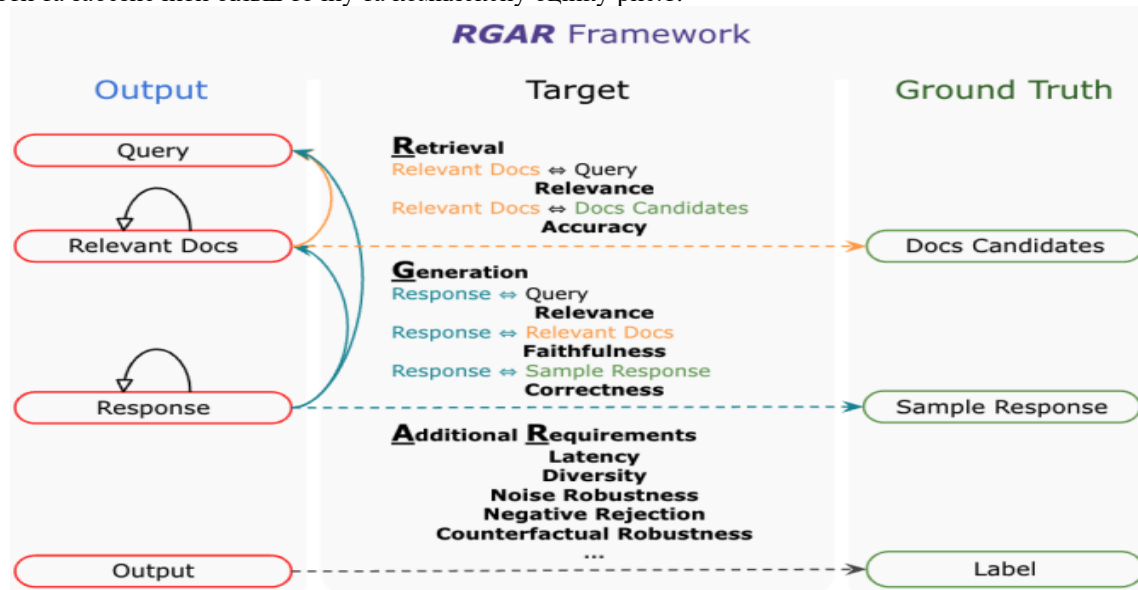 комплексну оцінку
RGAR Framework
Output
Query
Relevant Docs
Response
Output
Target
Retrieval
Relevant Docs ⇔ Query
Relevance
Relevant Docs ⇔ Docs Candidates
Accuracy
Generation
Response ⇔ Query
Relevance
Response ⇔ Relevant Docs
Faithfulness
Response ⇔ Sample Response
Correctness
Additional Requirements
Latency
Diversity
Noise Robustness
Negative Rejection
Counterfactual Robustness
...
Ground Truth
Docs Candidates
Sample Response
Label